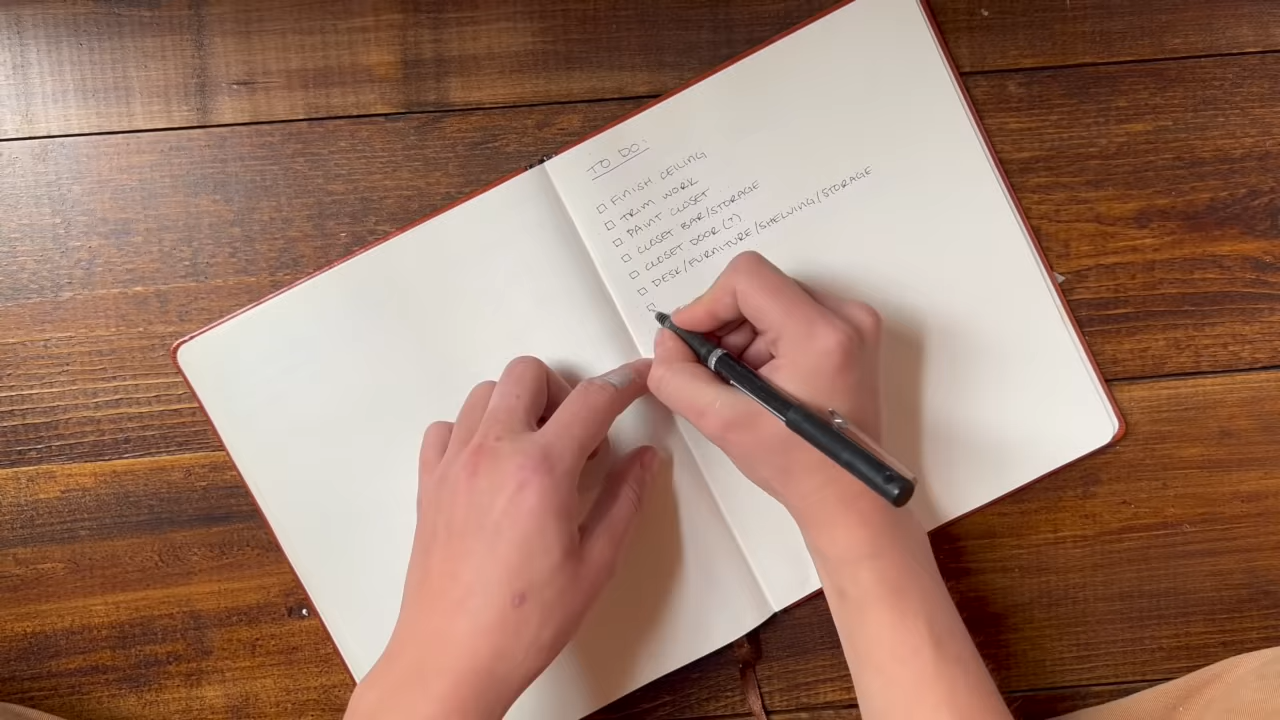 TO DO:
☐ FINISH CEILING
☐ TRIM WORK
☐ PAINT CLOSET
☐ CLOSET BAR/STORAGE
☐ CLOSET DOOR (?)
☐ DESK/FURNITURE/SHELVING/STORAGE
☐